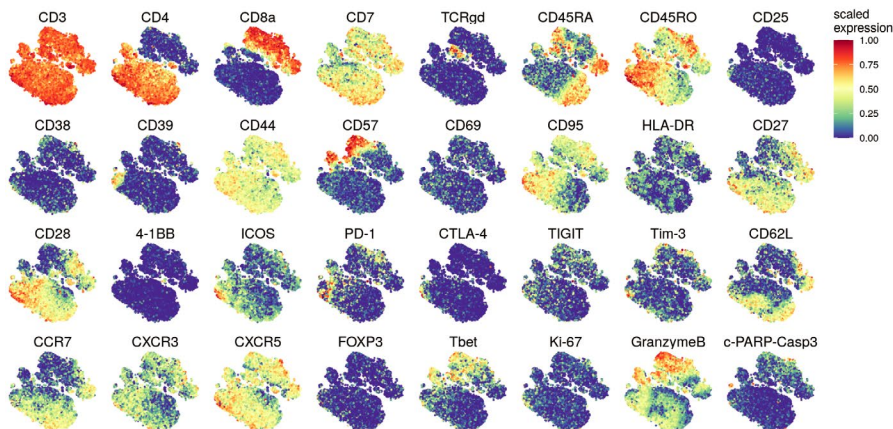 CD3 CD4 CD8a CD7 TCRgd CD45RA CD45RO CD25
scaled
expression
1.00
0.75
0.50
0.25
0.00
CD38 CD39 CD44 CD57 CD69 CD95 HLA-DR CD27
CD28 4-1BB ICOS PD-1 CTLA-4 TIGIT Tim-3 CD62L
CCR7 CXCR3 CXCR5 FOXP3 Tbet Ki-67 GranzymeB c-PARP-Casp3